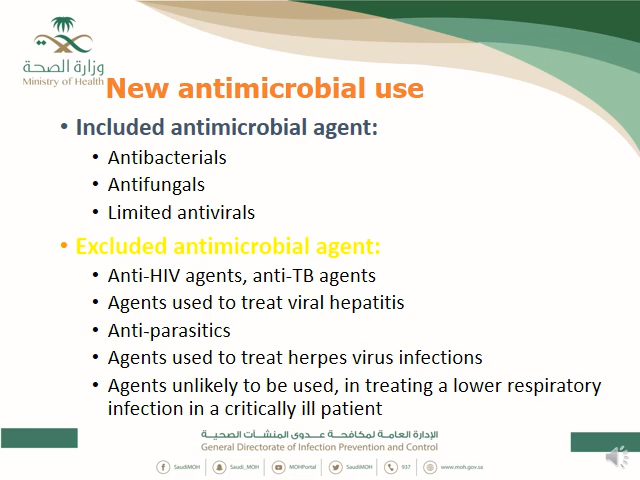 وزارة الصحة
Ministry of Health
New antimicrobial use
• Included antimicrobial agent:
• Antibacterials
• Antifungals
• Limited antivirals
• Excluded antimicrobial agent:
• Anti-HIV agents, anti-TB agents
• Agents used to treat viral hepatitis
• Anti-parasitics
• Agents used to treat herpes virus infections
• Agents unlikely to be used, in treating a lower respiratory
infection in a critically ill patient
الإدارة العامة لمكافحة عدوى المنشآت الصحية
General Directorate of Infection Prevention and Control
SaudiMOH Saudi_MOH MOHPortal SaudiMOH 937 www.moh.gov.sa